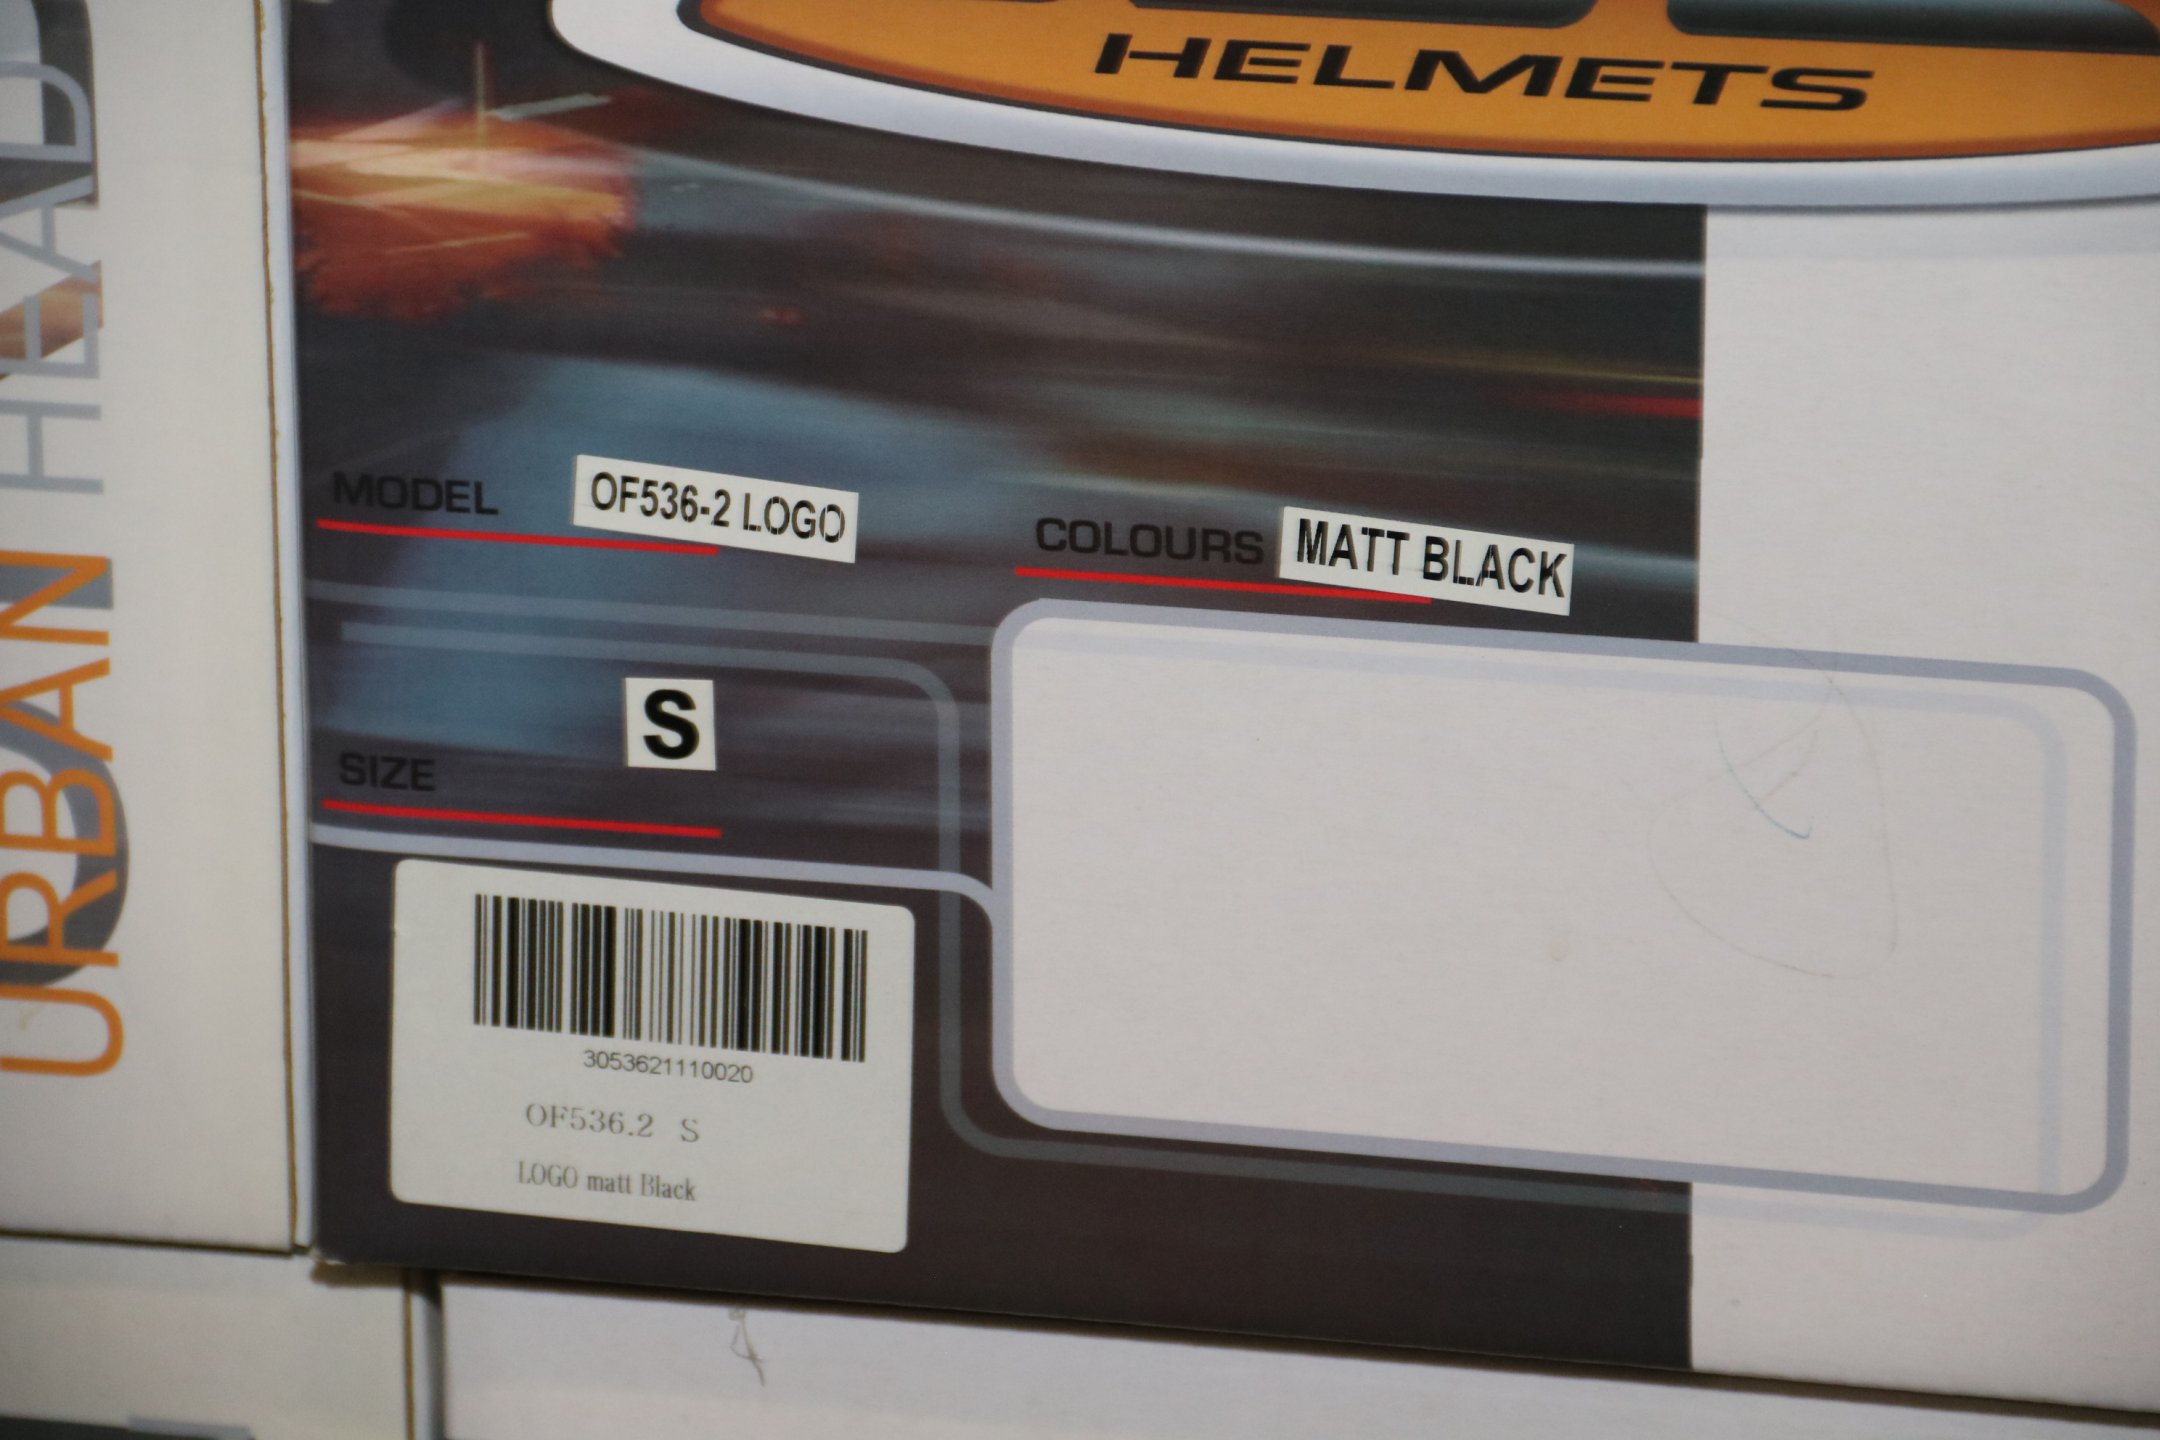 HELMETS
MODEL
OF536-2 LOGO
COLOURS
MATT BLACK
S
SIZE
3053621110020
OF536.2 S
LOGO matt Black
URBAN HEAD